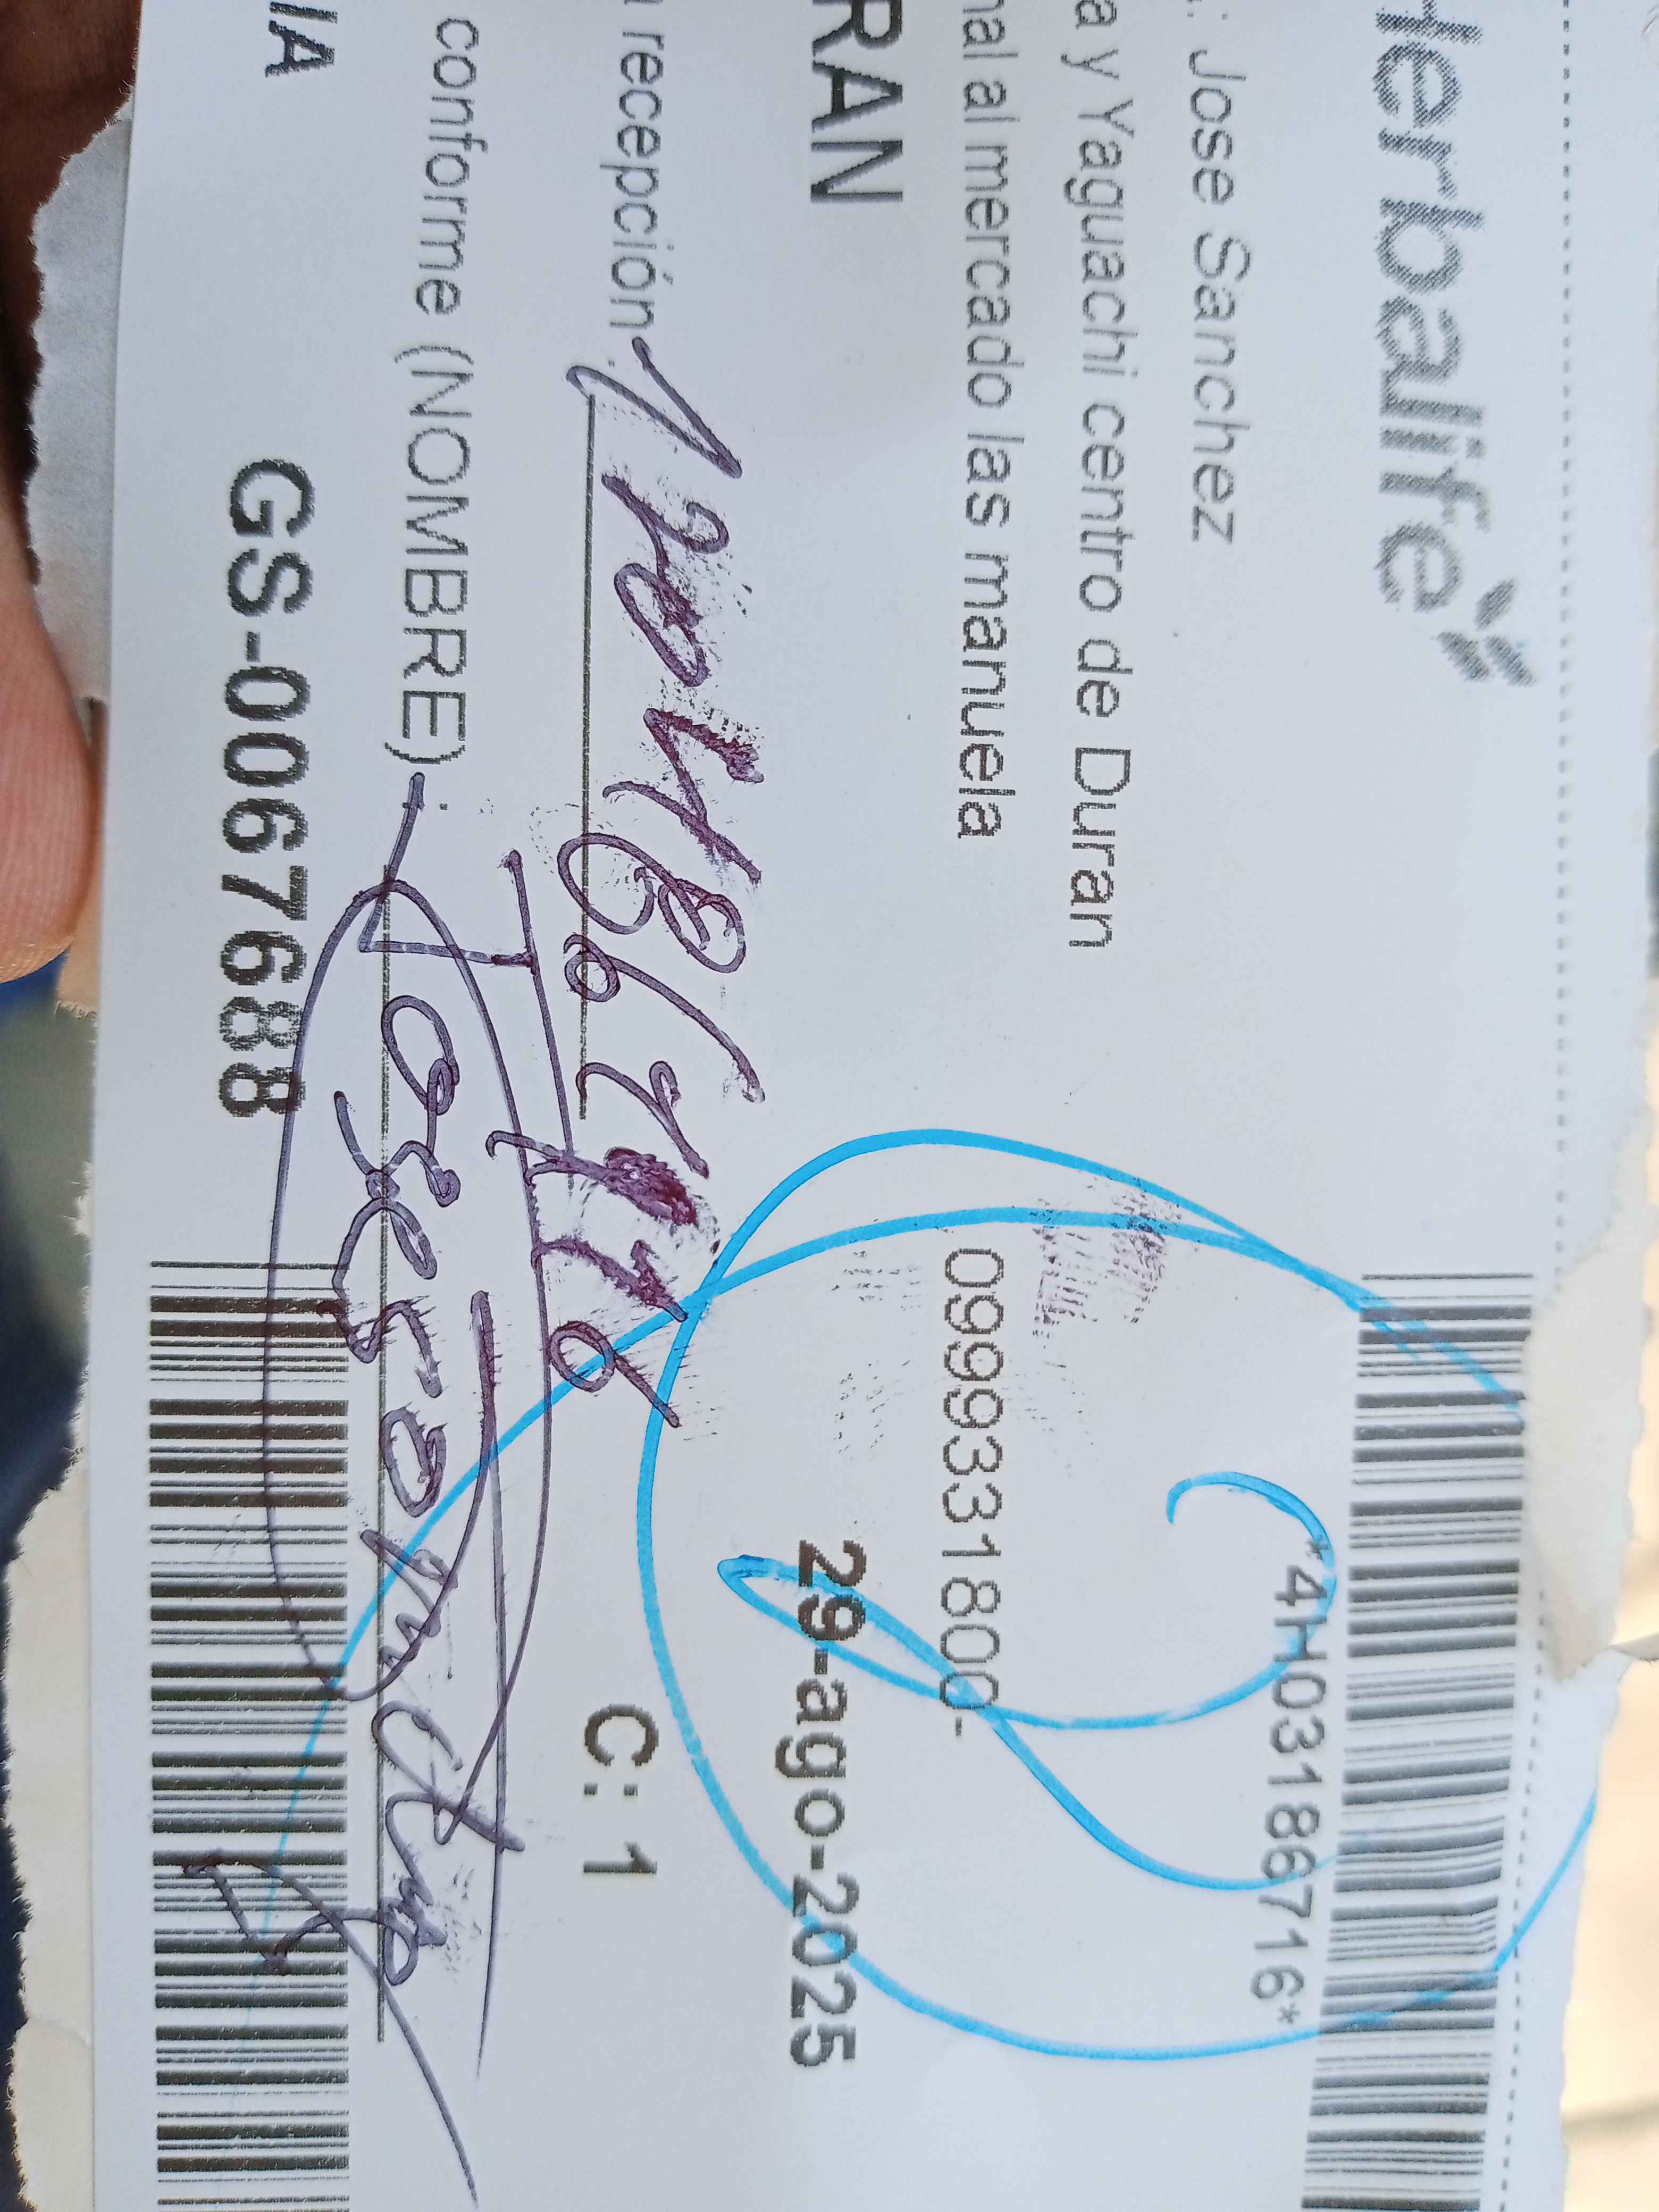 Herbalife
*4H03186716*
.: Jose Sanchez
a y Yaguachi centro de Duran
nal al mercado las manuela
0999331800-
RAN
29-ago-2025
recepción
C: 1
conforme (NOMBRE):
Jose
IA
GS-0067688